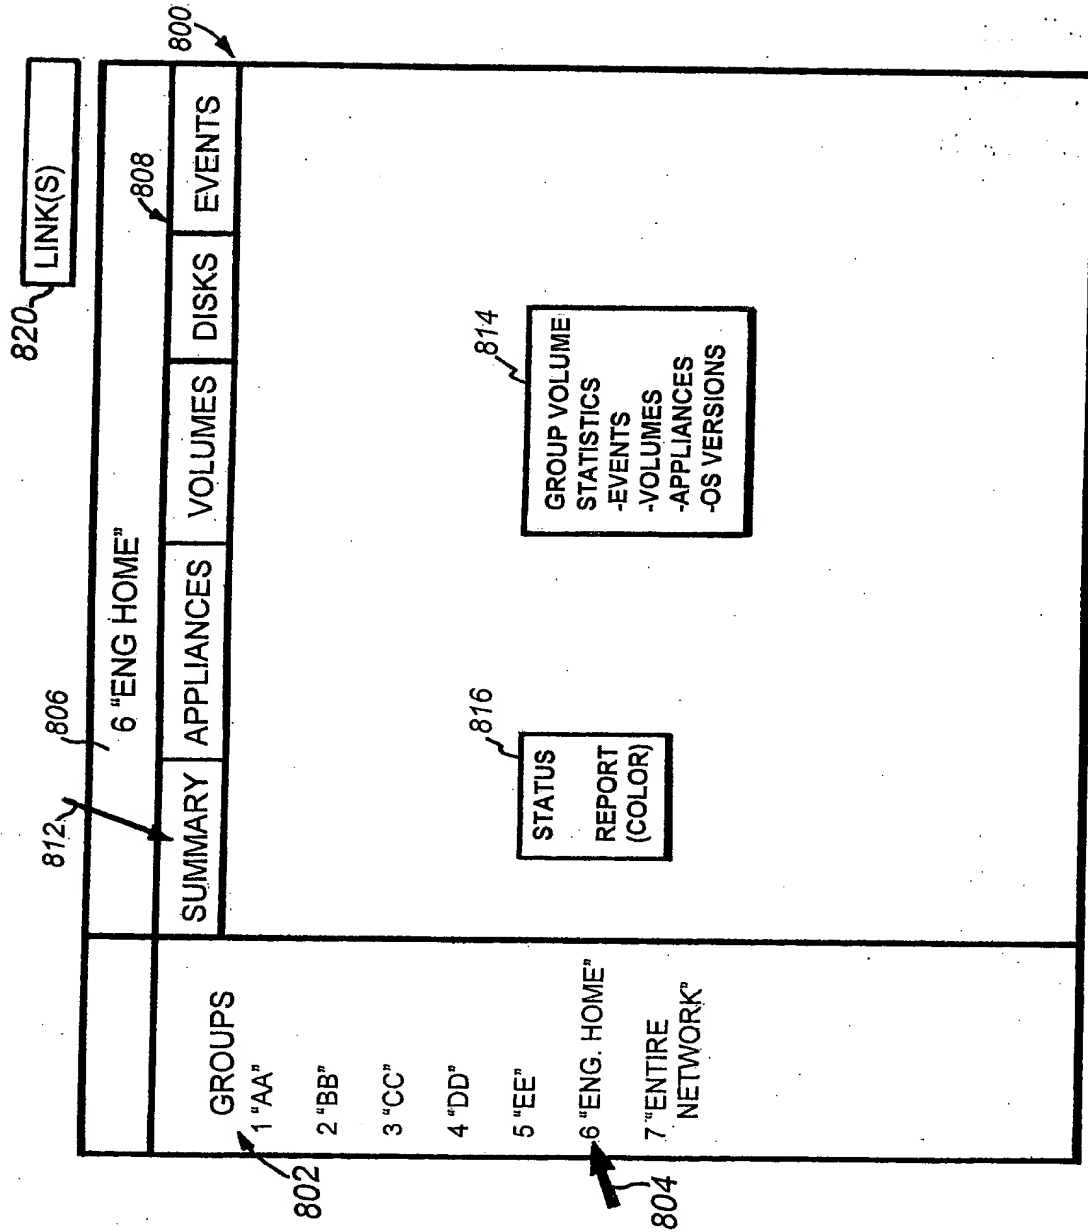 820
LINK(S)
800
812
806
6 "ENG HOME"
808
SUMMARY
APPLIANCES
VOLUMES
DISKS
EVENTS
802
GROUPS
1 "AA"
2 "BB"
3 "CC"
4 "DD"
5 "EE"
6 "ENG. HOME"
7 "ENTIRE
NETWORK"
804
816
STATUS
REPORT
(COLOR)
814
GROUP VOLUME
STATISTICS
-EVENTS
-VOLUMES
-APPLIANCES
-OS VERSIONS